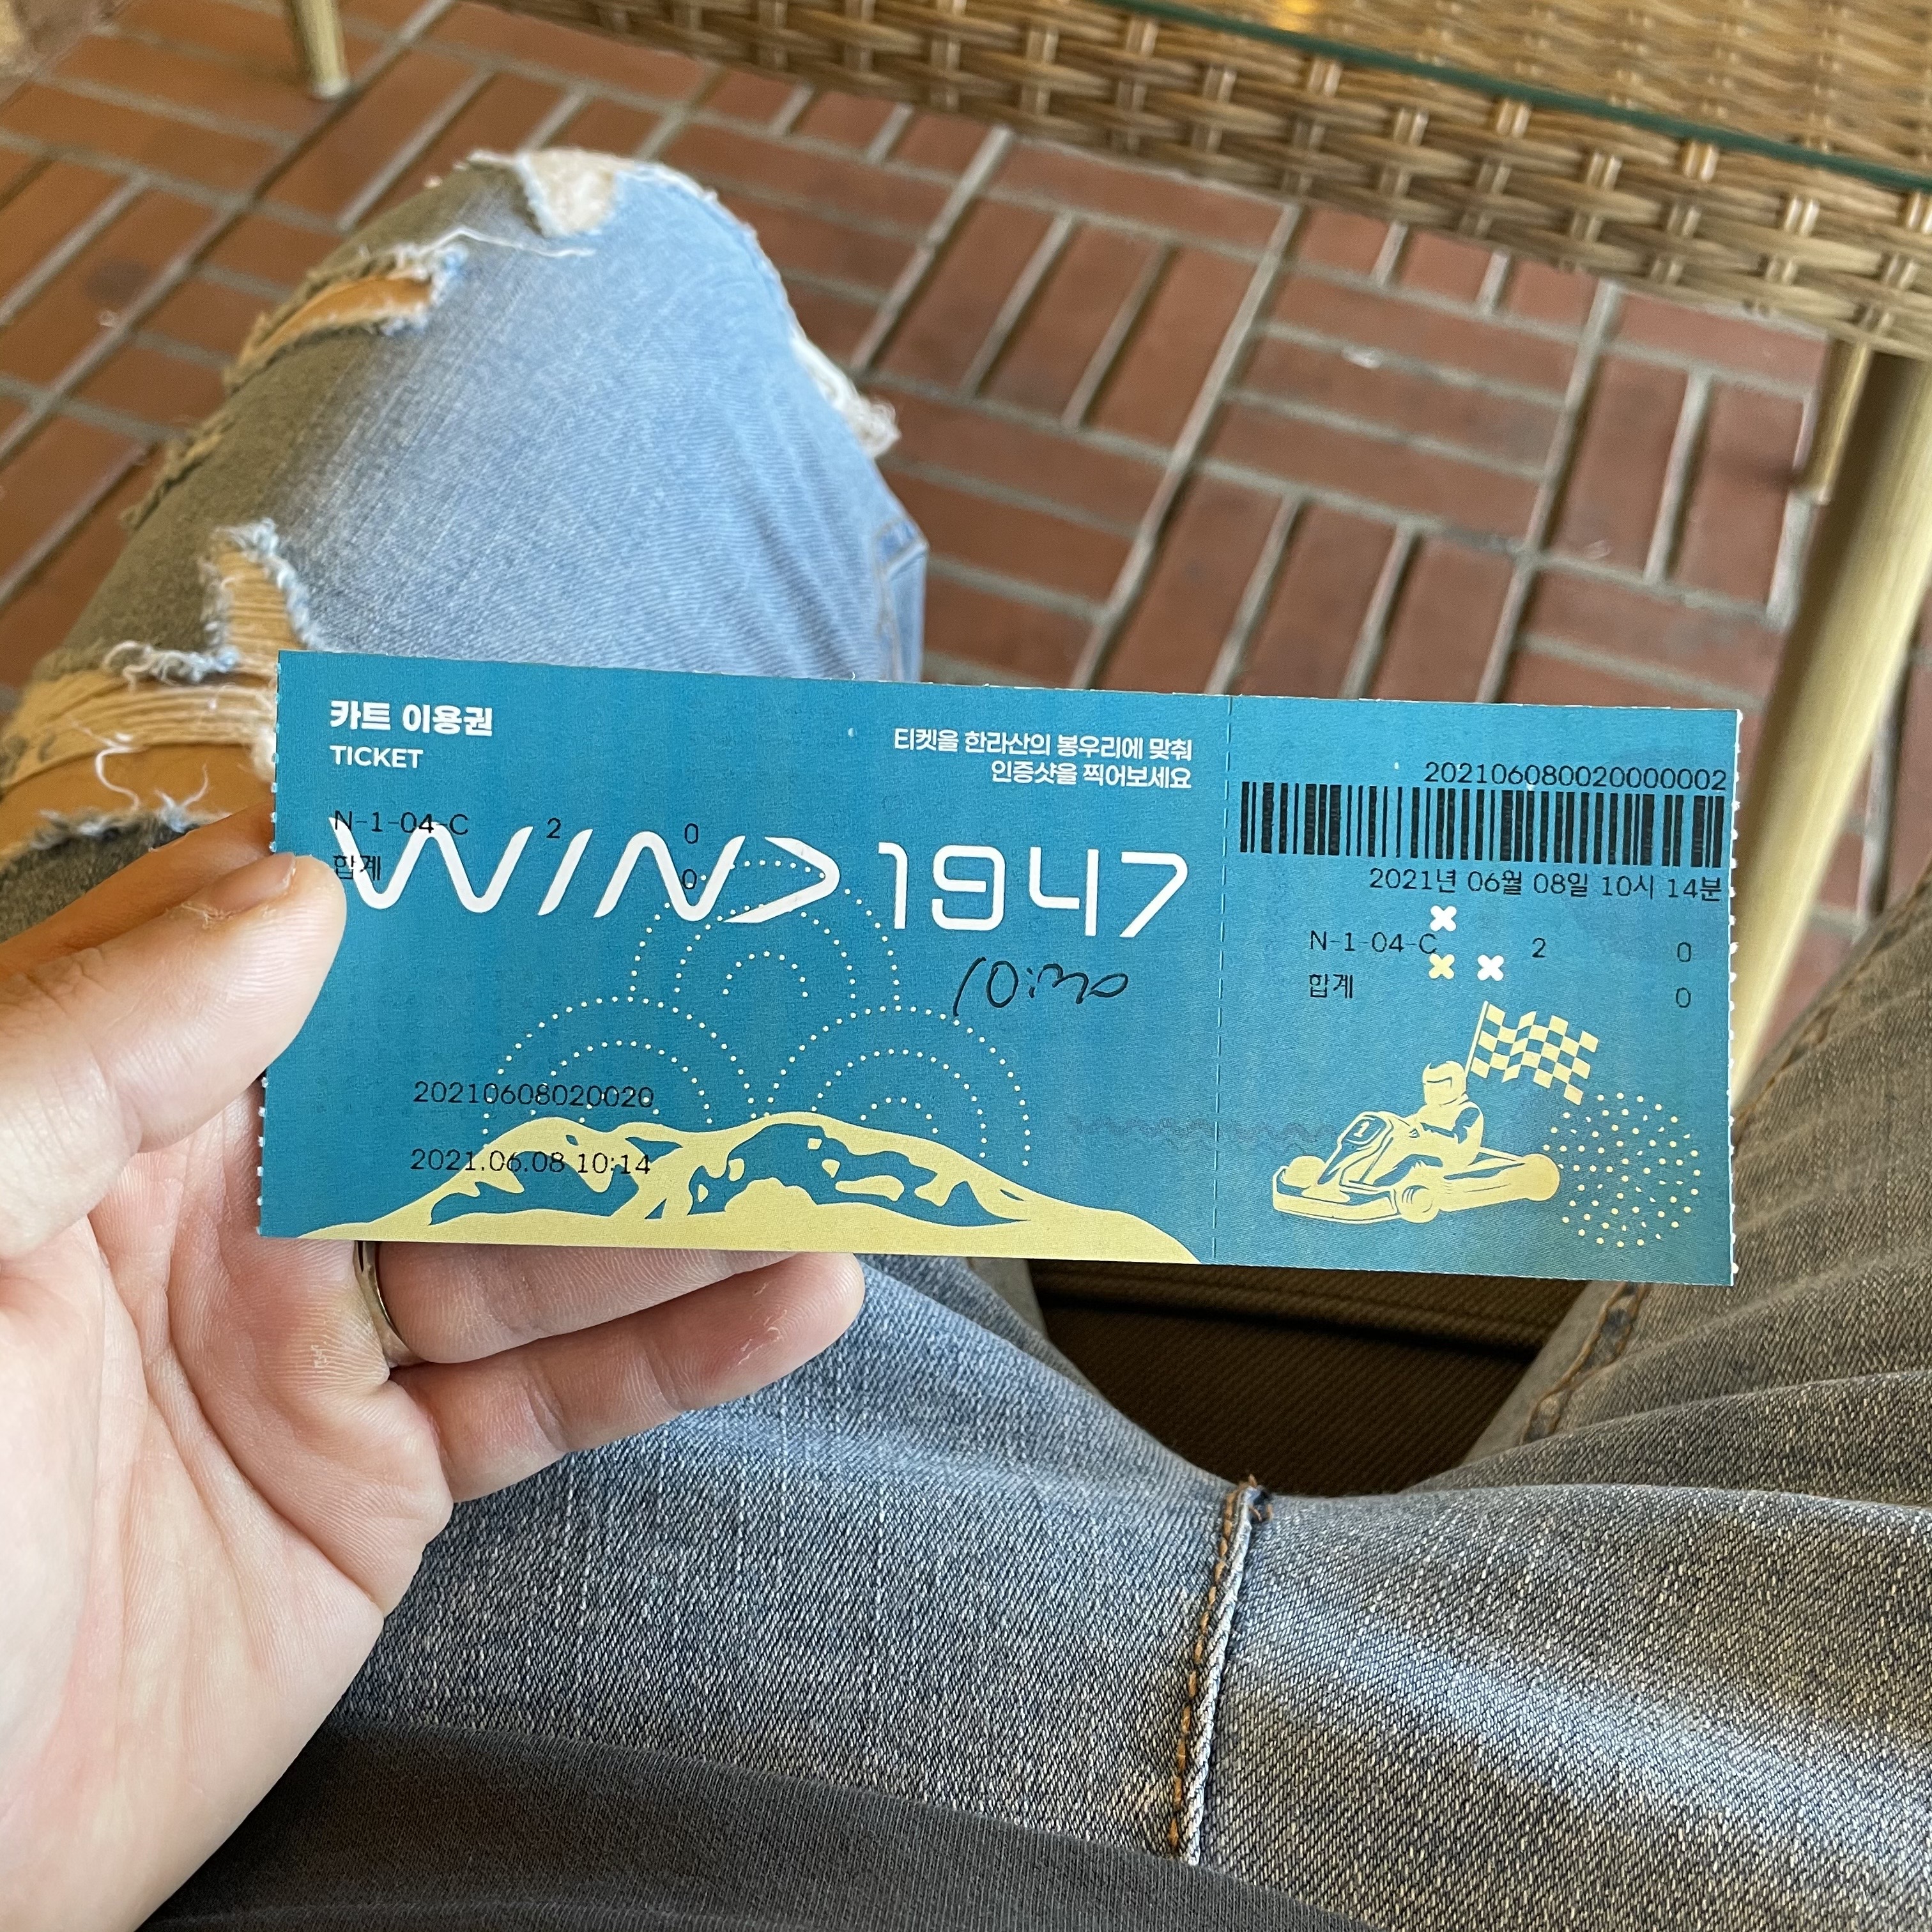 카트 이용권
TICKET
티켓을 한라산의 봉우리에 맞춰
인증샷을 찍어보세요
N-1-04-C 2 0
합계 0
WIND 1947
10:30
20210608020020
2021.06.08 10:14
202106080020000002
2021년 06월 08일 10시 14분
N-1-04-C 2 0
합계 0
1